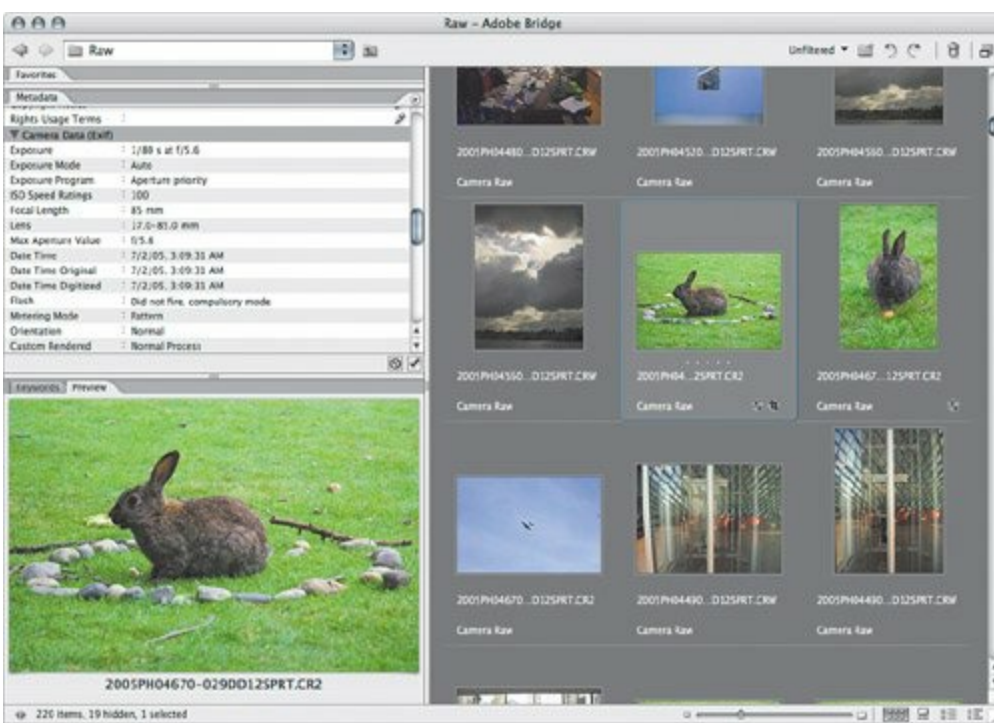 Raw - Adobe Bridge
Raw
Unfiltered
Favorites
Metadata
Rights Usage Terms :
Camera Data (Exif)
Exposure : 1/80 s at f/5.6
Exposure Mode : Auto
Exposure Program : Aperture priority
ISO Speed Ratings : 100
Focal Length : 85 mm
Lens : 17.0-85.0 mm
Max Aperture Value : f/5.6
Date Time : 7/2/05, 3:09:31 AM
Date Time Original : 7/2/05, 3:09:31 AM
Date Time Digitized : 7/2/05, 3:09:31 AM
Flash : Did not fire, compulsory mode
Metering Mode : Pattern
Orientation : Normal
Custom Rendered : Normal Process
Keywords Preview
2005PH04670-029DD12SPRT.CR2
220 items, 19 hidden, 1 selected
2005PH04480...D12SPRT.CRW
2005PH04520...D12SPRT.CRW
2005PH04560...D12SPRT.CRW
Camera Raw
Camera Raw
Camera Raw
2005PH04560...D12SPRT.CRW
2005PH04...2SPRT.CR2
2005PH0467...12SPRT.CR2
Camera Raw
Camera Raw
Camera Raw
2005PH04670...D12SPRT.CR2
2005PH04490...D12SPRT.CRW
2005PH04490...D12SPRT.CRW
Camera Raw
Camera Raw
Camera Raw